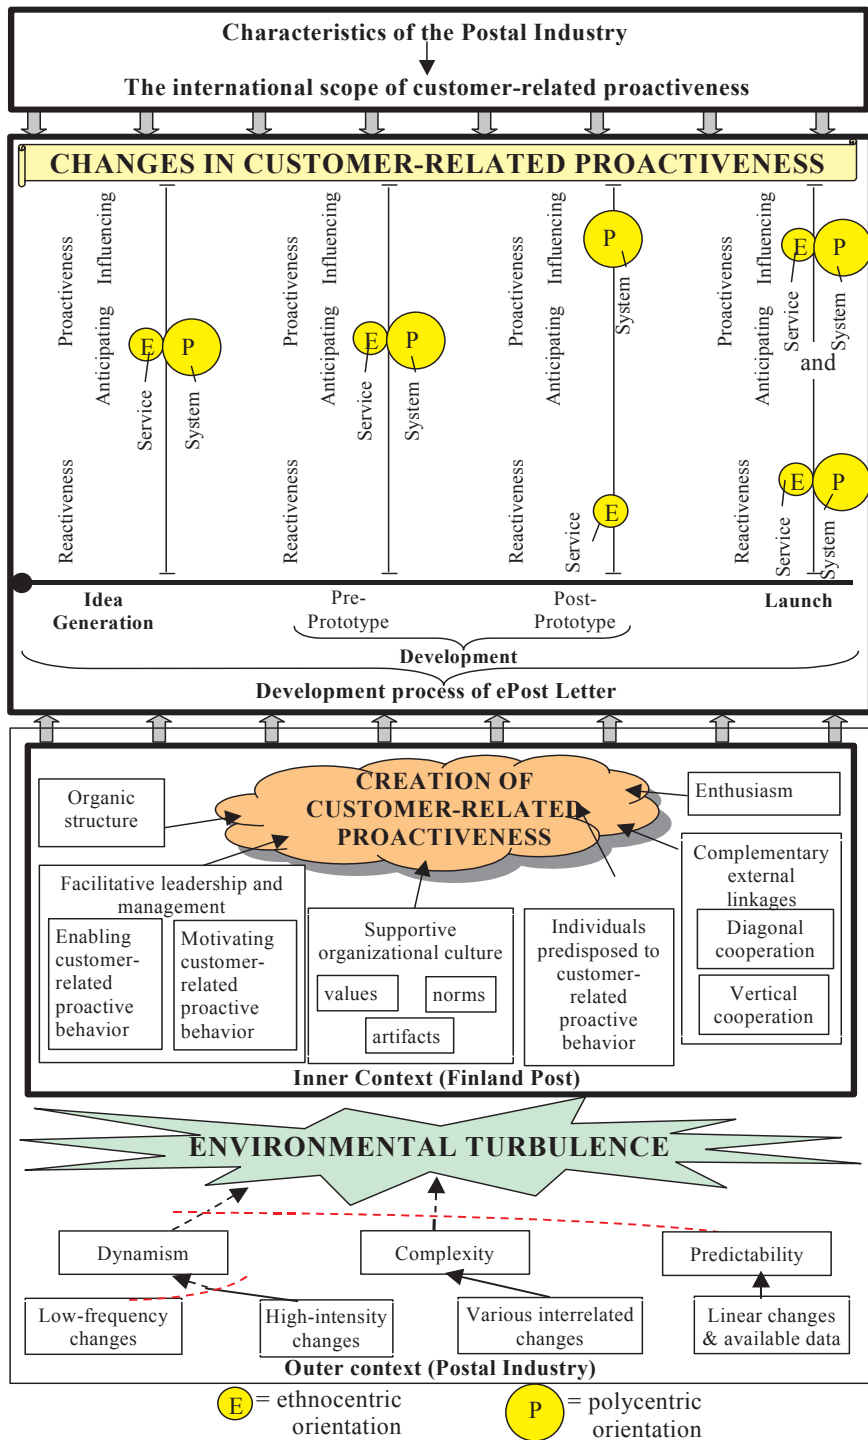 Characteristics of the Postal Industry
The international scope of customer-related proactiveness
CHANGES IN CUSTOMER-RELATED PROACTIVENESS
Proactiveness
Anticipating Influencing
Reactiveness
E
P
Service
System
Proactiveness
Anticipating Influencing
Reactiveness
E
P
Service
System
Proactiveness
Anticipating Influencing
Reactiveness
P
System
E
Service
Proactiveness
Anticipating Influencing
Reactiveness
E
P
Service
System
and
E
P
Service
System
Idea
Generation
Pre-
Prototype
Post-
Prototype
Launch
Development
Development process of ePost Letter
CREATION OF
CUSTOMER-RELATED
PROACTIVENESS
Organic
structure
Enthusiasm
Facilitative leadership and
management
Enabling
customer-
related
proactive
behavior
Motivating
customer-
related
proactive
behavior
Supportive
organizational culture
values
norms
artifacts
Individuals
predisposed to
customer-
related
proactive
behavior
Complementary
external
linkages
Diagonal
cooperation
Vertical
cooperation
Inner Context (Finland Post)
ENVIRONMENTAL TURBULENCE
Dynamism
Complexity
Predictability
Low-frequency
changes
High-intensity
changes
Various interrelated
changes
Linear changes
& available data
Outer context (Postal Industry)
E
= ethnocentric
orientation
P
= polycentric
orientation